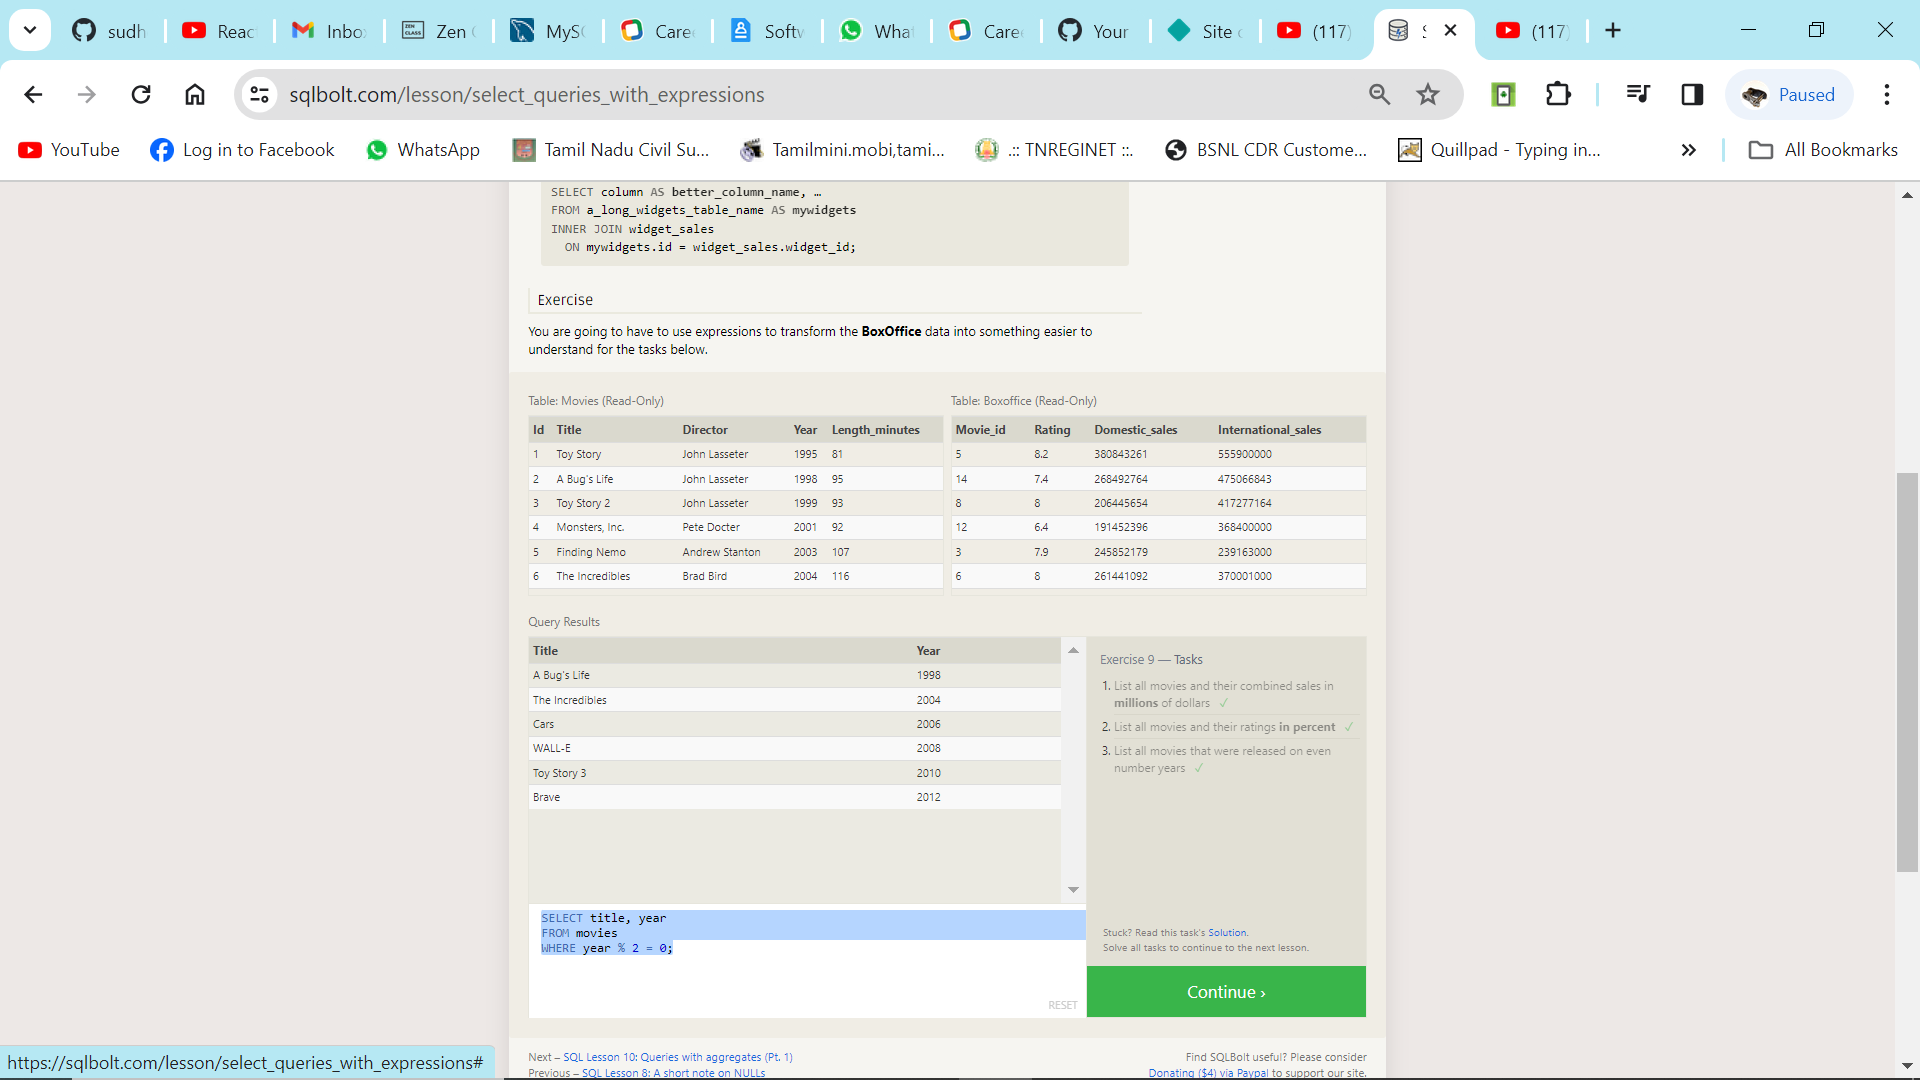 sudh
Reac
Inbo
Zen
MySQ
Care
Softw
What
Care
Your
Site
(117)
(117)
sqlbolt.com/lesson/select_queries_with_expressions
Paused
YouTube
Log in to Facebook
WhatsApp
Tamil Nadu Civil Su...
Tamilmini.mobi,tami...
.:: TNREGINET ::.
BSNL CDR Custome...
Quillpad - Typing in...
»
All Bookmarks
SELECT column AS better_column_name, …
FROM a_long_widgets_table_name AS mywidgets
INNER JOIN widget_sales
ON mywidgets.id = widget_sales.widget_id;
Exercise
You are going to have to use expressions to transform the BoxOffice data into something easier to
understand for the tasks below.
Table: Movies (Read-Only)
Id Title Director Year Length_minutes
1 Toy Story John Lasseter 1995 81
2 A Bug's Life John Lasseter 1998 95
3 Toy Story 2 John Lasseter 1999 93
4 Monsters, Inc. Pete Docter 2001 92
5 Finding Nemo Andrew Stanton 2003 107
6 The Incredibles Brad Bird 2004 116
Table: Boxoffice (Read-Only)
Movie_id Rating Domestic_sales International_sales
5 8.2 380843261 555900000
14 7.4 268492764 475066843
8 8 206445654 417277164
12 6.4 191452396 368400000
3 7.9 245852179 239163000
6 8 261441092 370001000
Query Results
Title Year
A Bug's Life 1998
The Incredibles 2004
Cars 2006
WALL-E 2008
Toy Story 3 2010
Brave 2012
SELECT title, year
FROM movies
WHERE year % 2 = 0;
RESET
Exercise 9 — Tasks
1. List all movies and their combined sales in
millions of dollars ✓
2. List all movies and their ratings in percent ✓
3. List all movies that were released on even
number years ✓
Stuck? Read this task's Solution.
Solve all tasks to continue to the next lesson.
Continue ›
Next – SQL Lesson 10: Queries with aggregates (Pt. 1)
Previous – SQL Lesson 8: A short note on NULLs
Find SQLBolt useful? Please consider
Donating ($4) via Paypal to support our site.
https://sqlbolt.com/lesson/select_queries_with_expressions#